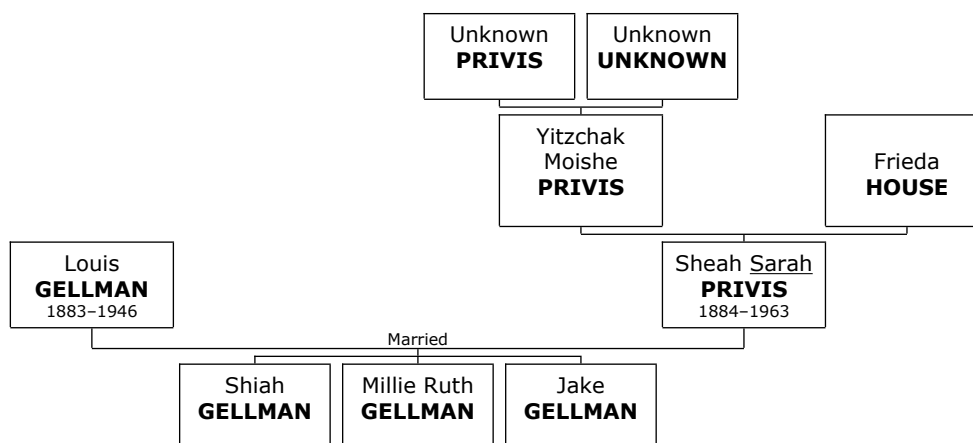 Unknown
PRIVIS
Unknown
UNKNOWN
Yitzchak
Moishe
PRIVIS
Frieda
HOUSE
Louis
GELLMAN
1883–1946
Sheah Sarah
PRIVIS
1884–1963
Married
Shiah
GELLMAN
Millie Ruth
GELLMAN
Jake
GELLMAN